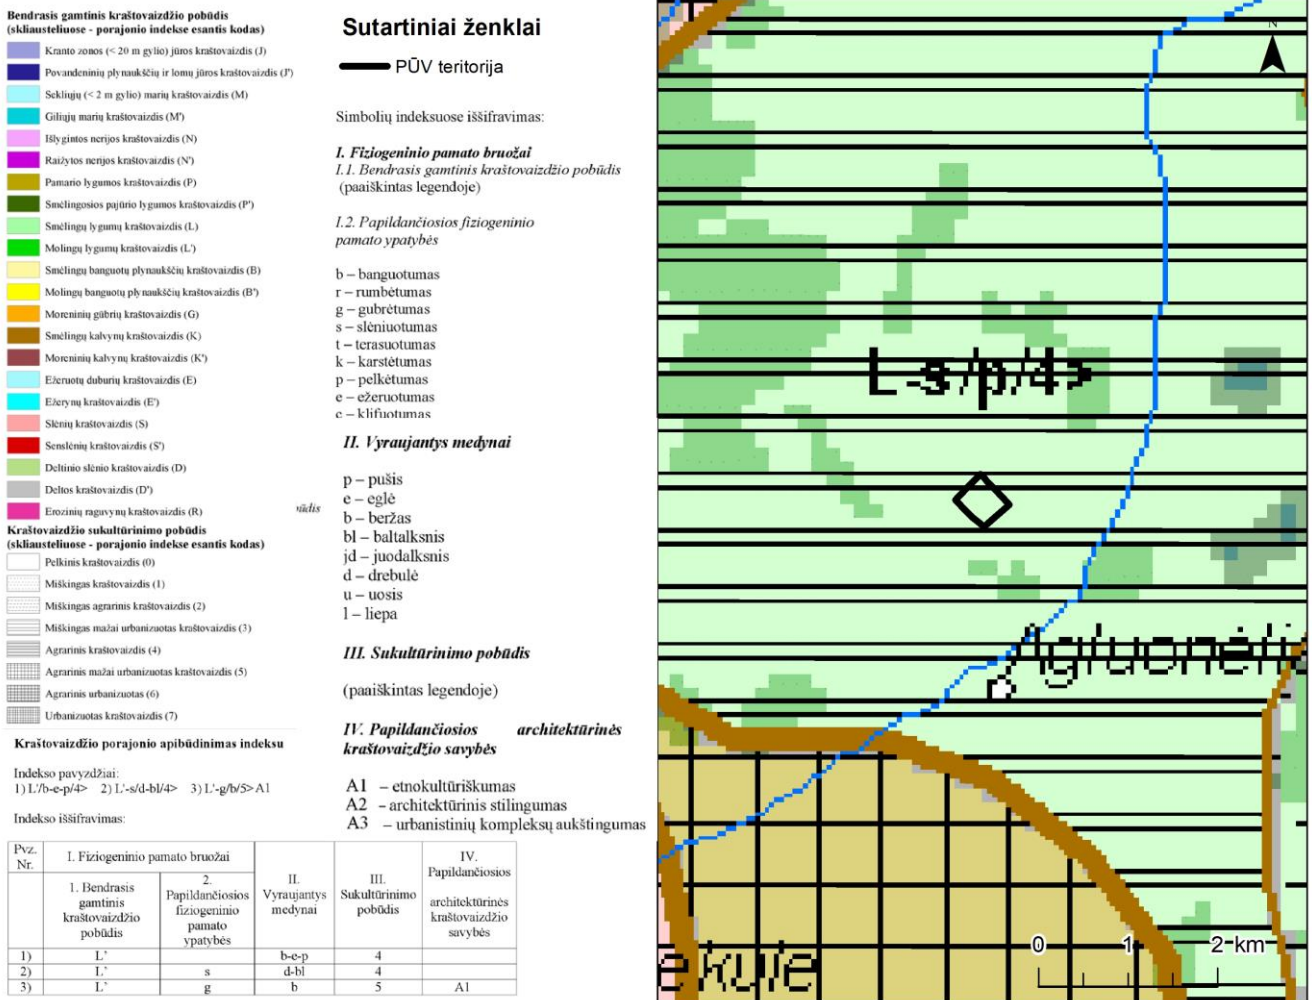 Bendrasis gamtinis kraštovaizdžio pobūdis
(skliausteliuose - porajonio indekse esantis kodas)
Kranto zonos (< 20 m gylio) jūros kraštovaizdis (J)
Povandeninių plynaukščių ir lomų jūros kraštovaizdis (J')
Sekliųjų (< 2 m gylio) marių kraštovaizdis (M)
Giliųjų marių kraštovaizdis (M')
Išlygintos nerijos kraštovaizdis (N)
Raižytos nerijos kraštovaizdis (N')
Pamario lygumos kraštovaizdis (P)
Smėlingosios pajūrio lygumos kraštovaizdis (P')
Smėlingų lygumų kraštovaizdis (L)
Molingų lygumų kraštovaizdis (L')
Smėlingų banguotų plynaukščių kraštovaizdis (B)
Molingų banguotų plynaukščių kraštovaizdis (B')
Moreninių gūbrių kraštovaizdis (G)
Smėlingų kalvynų kraštovaizdis (K)
Moreninių kalvynų kraštovaizdis (K')
Ežeruotų duburių kraštovaizdis (E)
Ežerynų kraštovaizdis (E')
Slėnių kraštovaizdis (S)
Senslėnių kraštovaizdis (S')
Deltinio slėnio kraštovaizdis (D)
Deltos kraštovaizdis (D')
Erozinių raguvynų kraštovaizdis (R)
Kraštovaizdžio sukultūrinimo pobūdis
(skliausteliuose - porajonio indekse esantis kodas)
Pelkinis kraštovaizdis (0)
Miškingas kraštovaizdis (1)
Miškingas agrarinis kraštovaizdis (2)
Miškingas mažai urbanizuotas kraštovaizdis (3)
Agrarinis kraštovaizdis (4)
Agrarinis mažai urbanizuotas kraštovaizdis (5)
Agrarinis urbanizuotas (6)
Urbanizuotas kraštovaizdis (7)
Kraštovaizdžio porajonio apibūdinimas indeksu
Indekso pavyzdžiai:
1) L'/b-e-p/4> 2) L'-s/d-bl/4> 3) L'-g/b/5>A1
Indekso iššifravimas:
Pvz. Nr.
I. Fiziogeninio pamato bruožai
1. Bendrasis gamtinis kraštovaizdžio pobūdis
2. Papildančiosios fiziogeninio pamato ypatybės
II. Vyraujantys medynai
III. Sukultūrinimo pobūdis
IV. Papildančiosios architektūrinės kraštovaizdžio savybės
1) L' b-e-p 4
2) L' s d-bl 4
3) L' g b 5 A1
Sutartiniai ženklai
PŪV teritorija
Simbolių indeksuose iššifravimas:
I. Fiziogeninio pamato bruožai
I.1. Bendrasis gamtinis kraštovaizdžio pobūdis
(paaiškintas legendoje)
I.2. Papildančiosios fiziogeninio
pamato ypatybės
b – banguotumas
r – rumbėtumas
g – gubrėtumas
s – slėniuotumas
t – terasuotumas
k – karstėtumas
p – pelkėtumas
e – ežeruotumas
c – klifuotumas
II. Vyraujantys medynai
p – pušis
e – eglė
b – beržas
bl – baltalksnis
jd – juodalksnis
d – drebulė
u – uosis
l – liepa
III. Sukultūrinimo pobūdis
(paaiškintas legendoje)
IV. Papildančiosios architektūrinės
kraštovaizdžio savybės
A1 – etnokultūriškumas
A2 – architektūrinis stilingumas
A3 – urbanistinių kompleksų aukštingumas
N
L-s/p/4>
Agluonėn
0 1 2 km
ekule